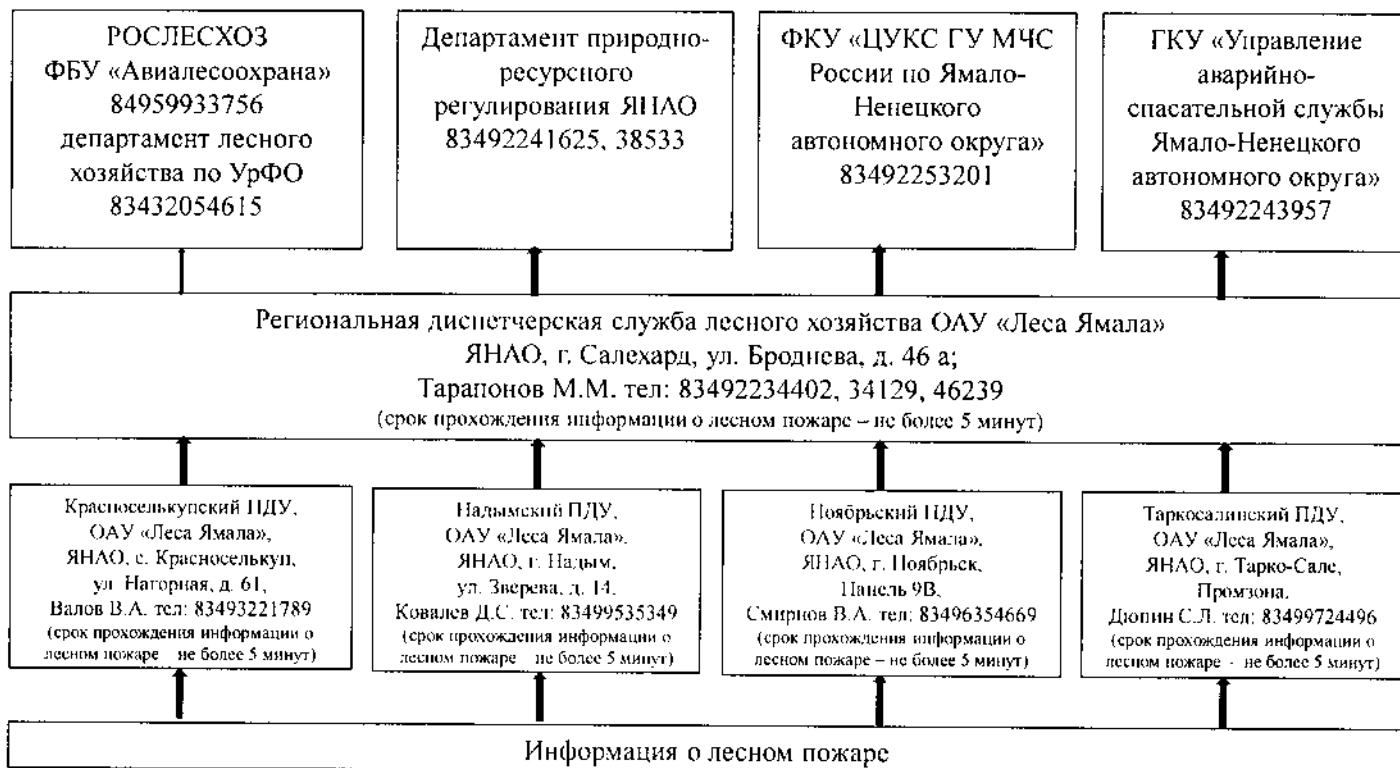 РОСЛЕСХОЗ
ФБУ «Авиалесоохрана»
84959933756
департамент лесного
хозяйства по УрФО
83432054615
Департамент природно-
ресурсного
регулирования ЯНАО
83492241625, 38533
ФКУ «ЦУКС ГУ МЧС
России по Ямало-
Ненецкого
автономного округа»
83492253201
ГКУ «Управление
аварийно-
спасательной службы
Ямало-Ненецкого
автономного округа»
83492243957
Региональная диспетчерская служба лесного хозяйства ОАУ «Леса Ямала»
ЯНАО, г. Салехард, ул. Броднева, д. 46 а;
Тарапонов М.М. тел: 83492234402, 34129, 46239
(срок прохождения информации о лесном пожаре – не более 5 минут)
Красноселькупский ПДУ,
ОАУ «Леса Ямала»,
ЯНАО, с. Красноселькуп,
ул. Нагорная, д. 61,
Валов В.А. тел: 83493221789
(срок прохождения информации о
лесном пожаре не более 5 минут)
Надымский ПДУ,
ОАУ «Леса Ямала»,
ЯНАО, г. Надым,
ул. Зверева, д. 14,
Ковалев Д.С. тел: 83499535349
(срок прохождения информации о
лесном пожаре не более 5 минут)
Ноябрьский ПДУ,
ОАУ «Леса Ямала»,
ЯНАО, г. Ноябрьск,
Панель 9В,
Смирнов В.А. тел: 83496354669
(срок прохождения информации о
лесном пожаре – не более 5 минут)
Таркосалинский ПДУ,
ОАУ «Леса Ямала»,
ЯНАО, г. Тарко-Сале,
Промзона,
Дюпин С.Л. тел: 83499724496
(срок прохождения информации о
лесном пожаре - не более 5 минут)
Информация о лесном пожаре